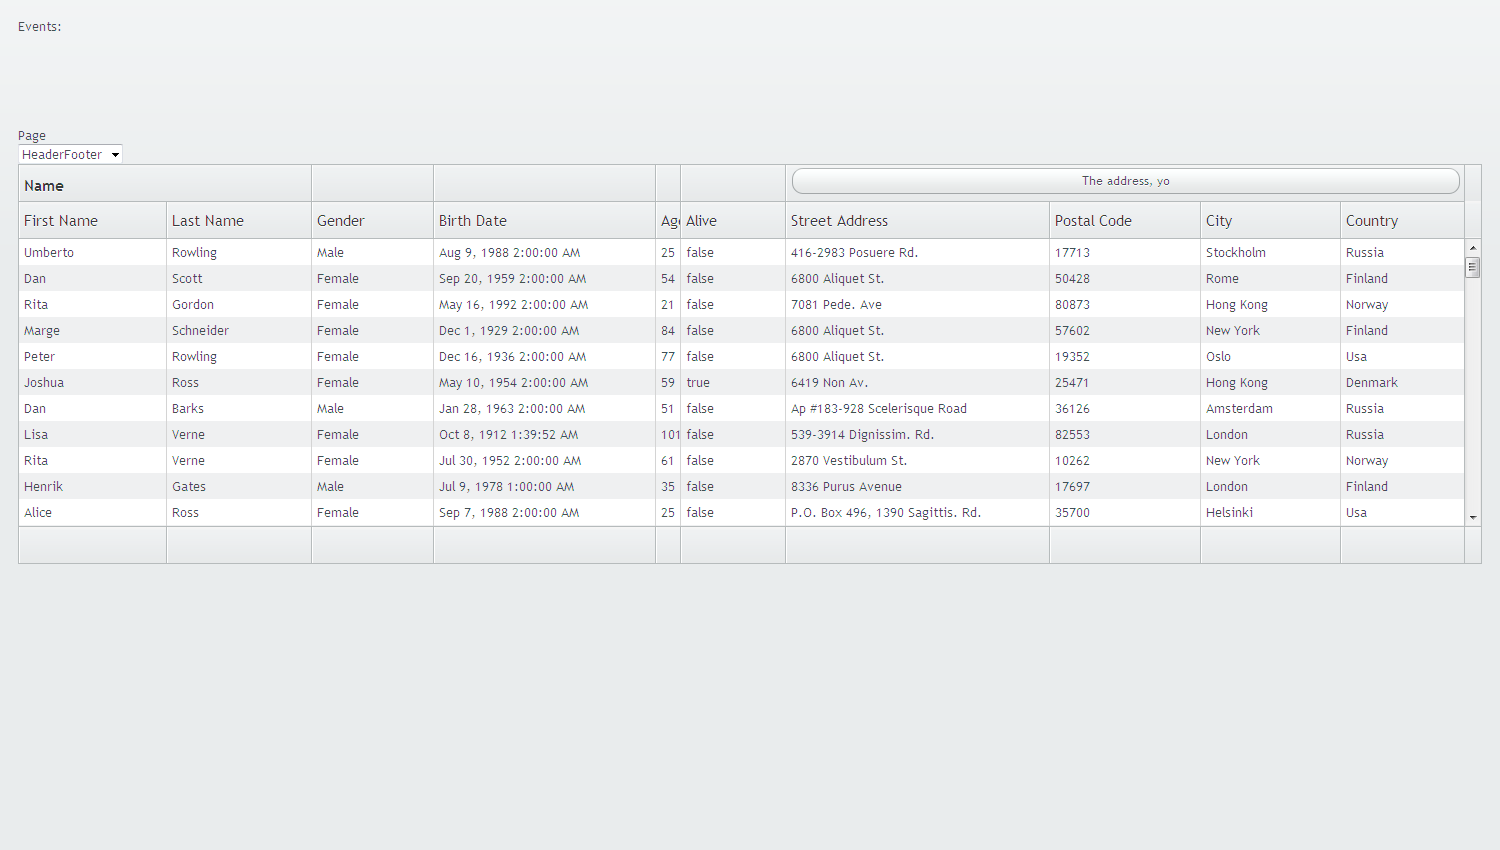 Events:
Page
HeaderFooter
Name The address, yo
First Name Last Name Gender Birth Date Age Alive Street Address Postal Code City Country
Umberto Rowling Male Aug 9, 1988 2:00:00 AM 25 false 416-2983 Posuere Rd. 17713 Stockholm Russia
Dan Scott Female Sep 20, 1959 2:00:00 AM 54 false 6800 Aliquet St. 50428 Rome Finland
Rita Gordon Female May 16, 1992 2:00:00 AM 21 false 7081 Pede. Ave 80873 Hong Kong Norway
Marge Schneider Female Dec 1, 1929 2:00:00 AM 84 false 6800 Aliquet St. 57602 New York Finland
Peter Rowling Female Dec 16, 1936 2:00:00 AM 77 false 6800 Aliquet St. 19352 Oslo Usa
Joshua Ross Female May 10, 1954 2:00:00 AM 59 true 6419 Non Av. 25471 Hong Kong Denmark
Dan Barks Male Jan 28, 1963 2:00:00 AM 51 false Ap #183-928 Scelerisque Road 36126 Amsterdam Russia
Lisa Verne Female Oct 8, 1912 1:39:52 AM 101 false 539-3914 Dignissim. Rd. 82553 London Russia
Rita Verne Female Jul 30, 1952 2:00:00 AM 61 false 2870 Vestibulum St. 10262 New York Norway
Henrik Gates Male Jul 9, 1978 1:00:00 AM 35 false 8336 Purus Avenue 17697 London Finland
Alice Ross Female Sep 7, 1988 2:00:00 AM 25 false P.O. Box 496, 1390 Sagittis. Rd. 35700 Helsinki Usa